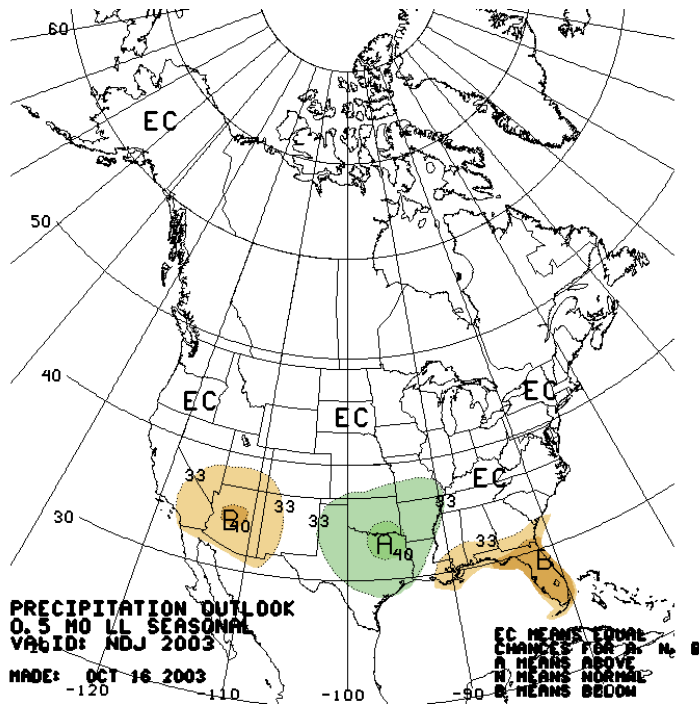 60
EC
50
40
EC
EC
EC
EC
33
33
33
33
33
B
40
A
40
B
30
PRECIPITATION OUTLOOK
0.5 MO LL SEASONAL
VALID: NDJ 2003
MADE: OCT 16 2003
20
EC MEANS EQUAL
CHANCES FOR A, N, B
A MEANS ABOVE
N MEANS NORMAL
B MEANS BELOW
-120
-110
-100
-90